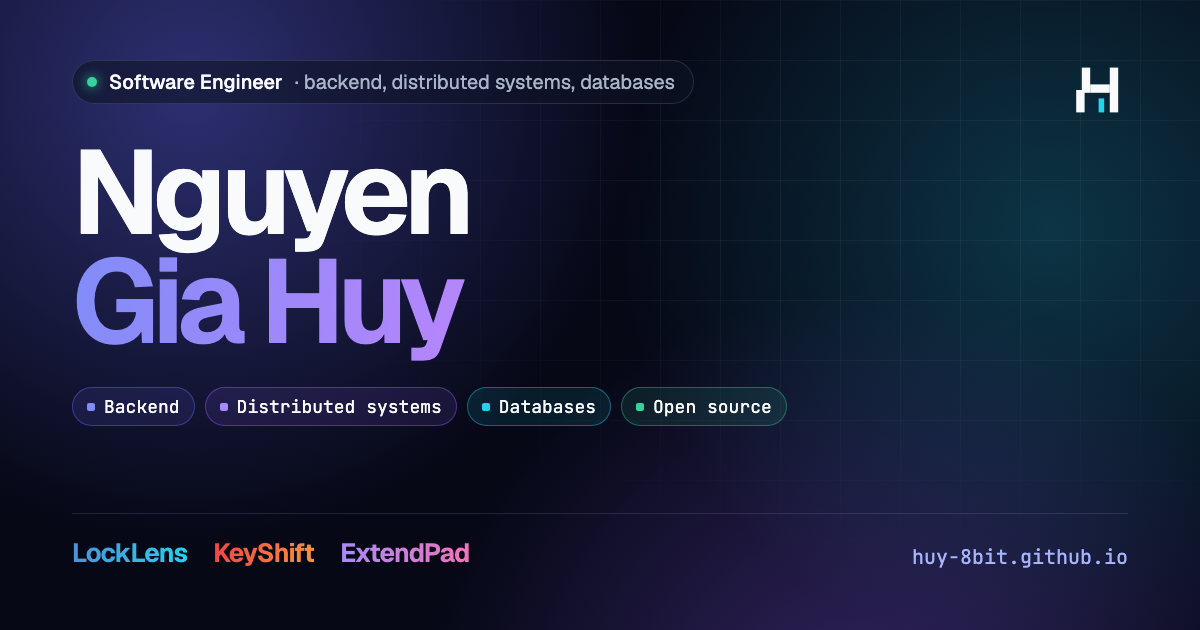 Software Engineer · backend, distributed systems, databases
H
Nguyen
Gia Huy
Backend
Distributed systems
Databases
Open source
LockLens KeyShift ExtendPad
huy-8bit.github.io